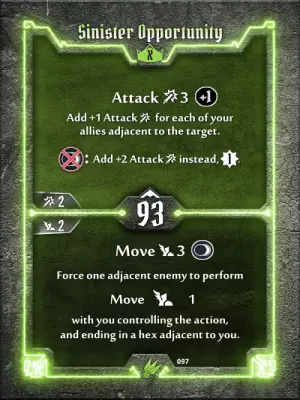 Sinister Opportunity
X
Attack 3 +1
Add +1 Attack for each of your
allies adjacent to the target.
: Add +2 Attack instead, 1.
2
93
2
Move 3
Force one adjacent enemy to perform
Move 1
with you controlling the action,
and ending in a hex adjacent to you.
097